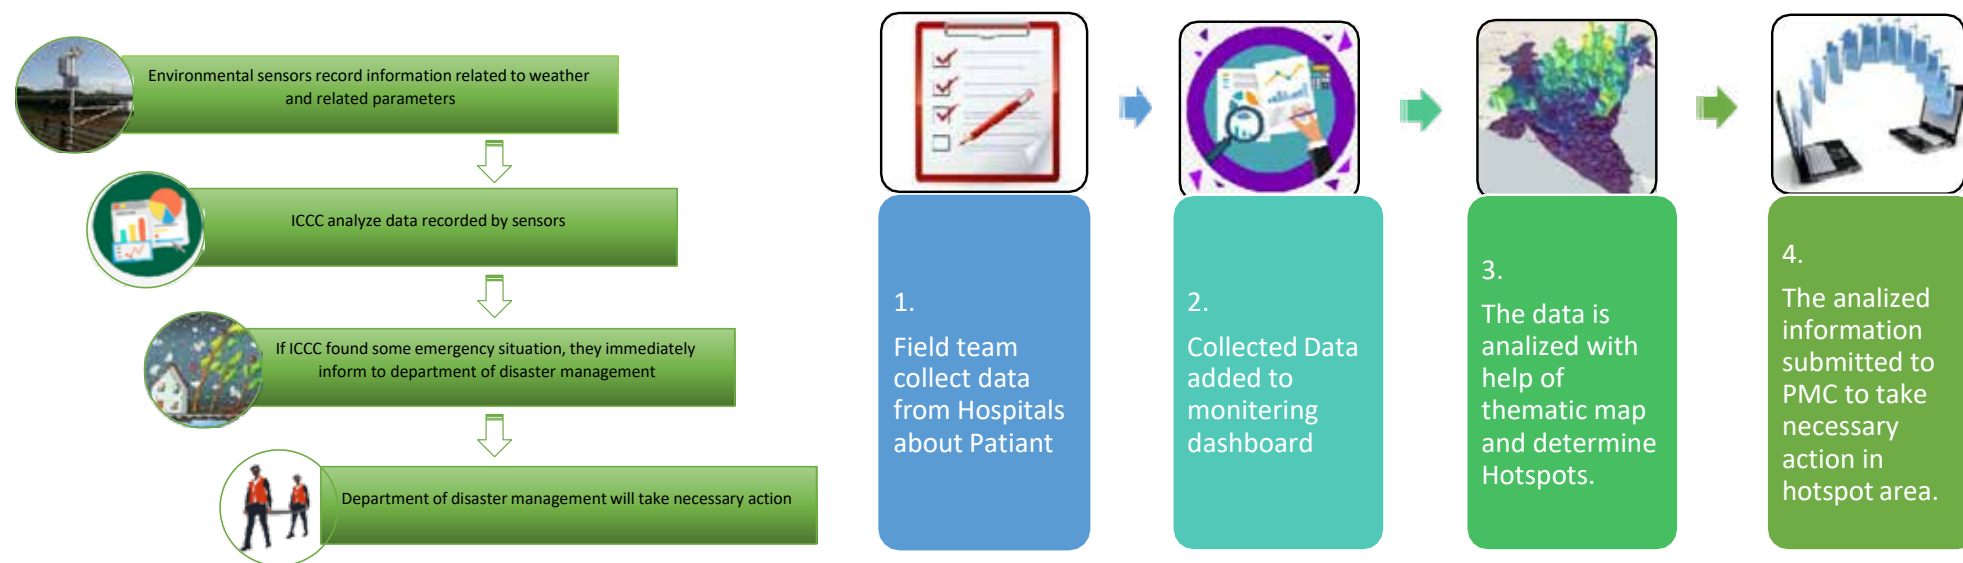 Environmental sensors record information related to weather
and related parameters
ICCC analyze data recorded by sensors
If ICCC found some emergency situation, they immediately
inform to department of disaster management
Department of disaster management will take necessary action
1.
Field team
collect data
from Hospitals
about Patiant
2.
Collected Data
added to
monitering
dashboard
3.
The data is
analized with
help of
thematic map
and determine
Hotspots.
4.
The analized
information
submitted to
PMC to take
necessary
action in
hotspot area.